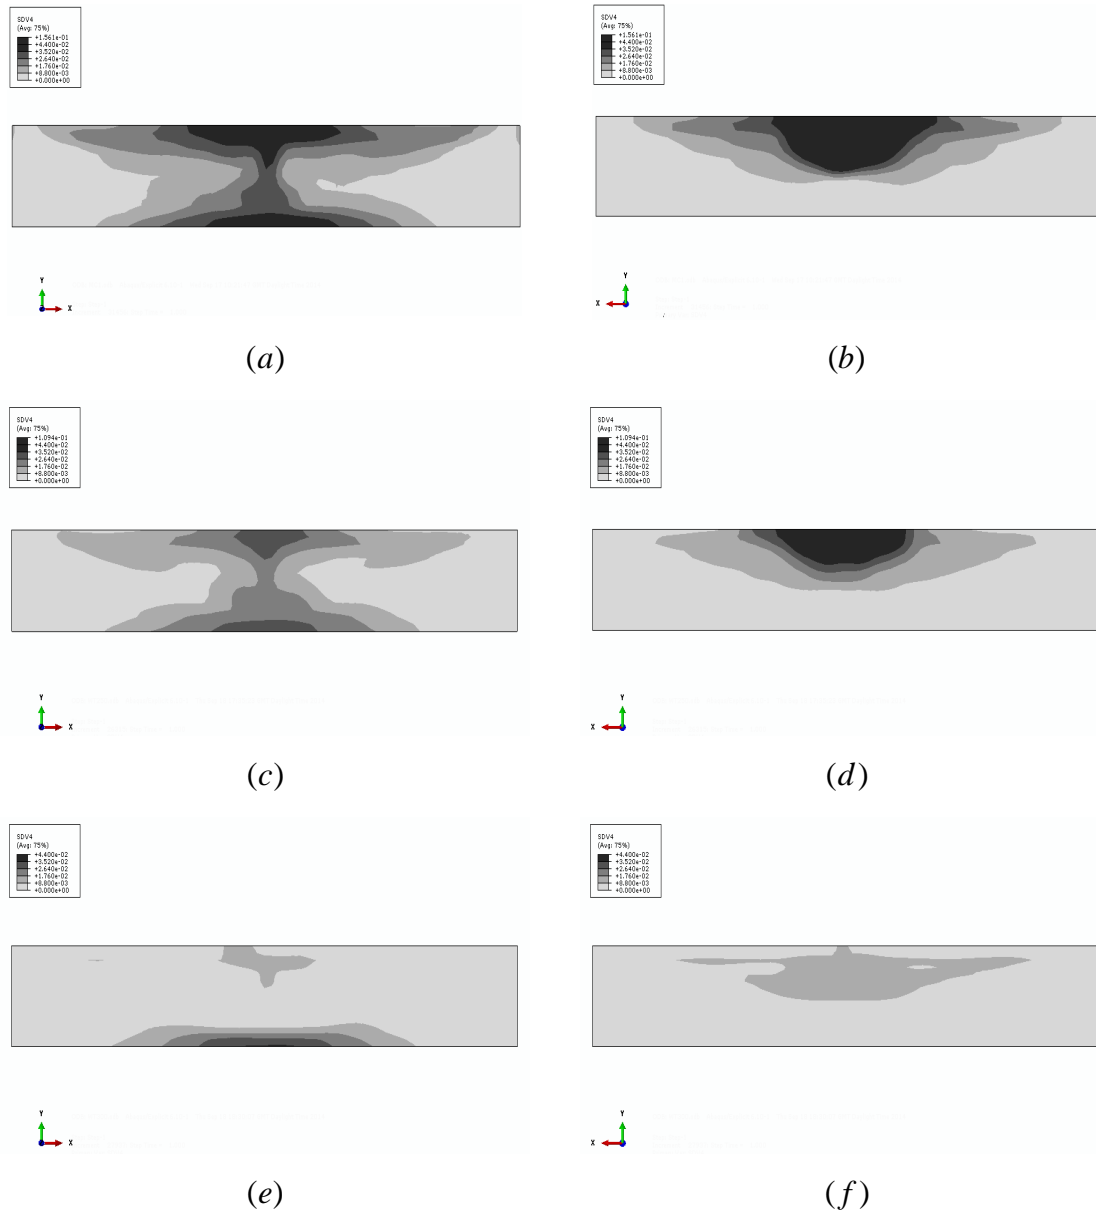 SDV4
(Avg: 75%)
+1.561e-01
+4.400e-02
+3.520e-02
+2.640e-02
+1.760e-02
+8.800e-03
+0.000e+00
Y
X
(a)
SDV4
(Avg: 75%)
+1.561e-01
+4.400e-02
+3.520e-02
+2.640e-02
+1.760e-02
+8.800e-03
+0.000e+00
Y
X
(b)
SDV4
(Avg: 75%)
+1.094e-01
+4.400e-02
+3.520e-02
+2.640e-02
+1.760e-02
+8.800e-03
+0.000e+00
Y
X
(c)
SDV4
(Avg: 75%)
+1.094e-01
+4.400e-02
+3.520e-02
+2.640e-02
+1.760e-02
+8.800e-03
+0.000e+00
Y
X
(d)
SDV4
(Avg: 75%)
+4.400e-02
+3.520e-02
+2.640e-02
+1.760e-02
+8.800e-03
+0.000e+00
Y
X
(e)
SDV4
(Avg: 75%)
+4.400e-02
+3.520e-02
+2.640e-02
+1.760e-02
+8.800e-03
+0.000e+00
Y
X
(f)